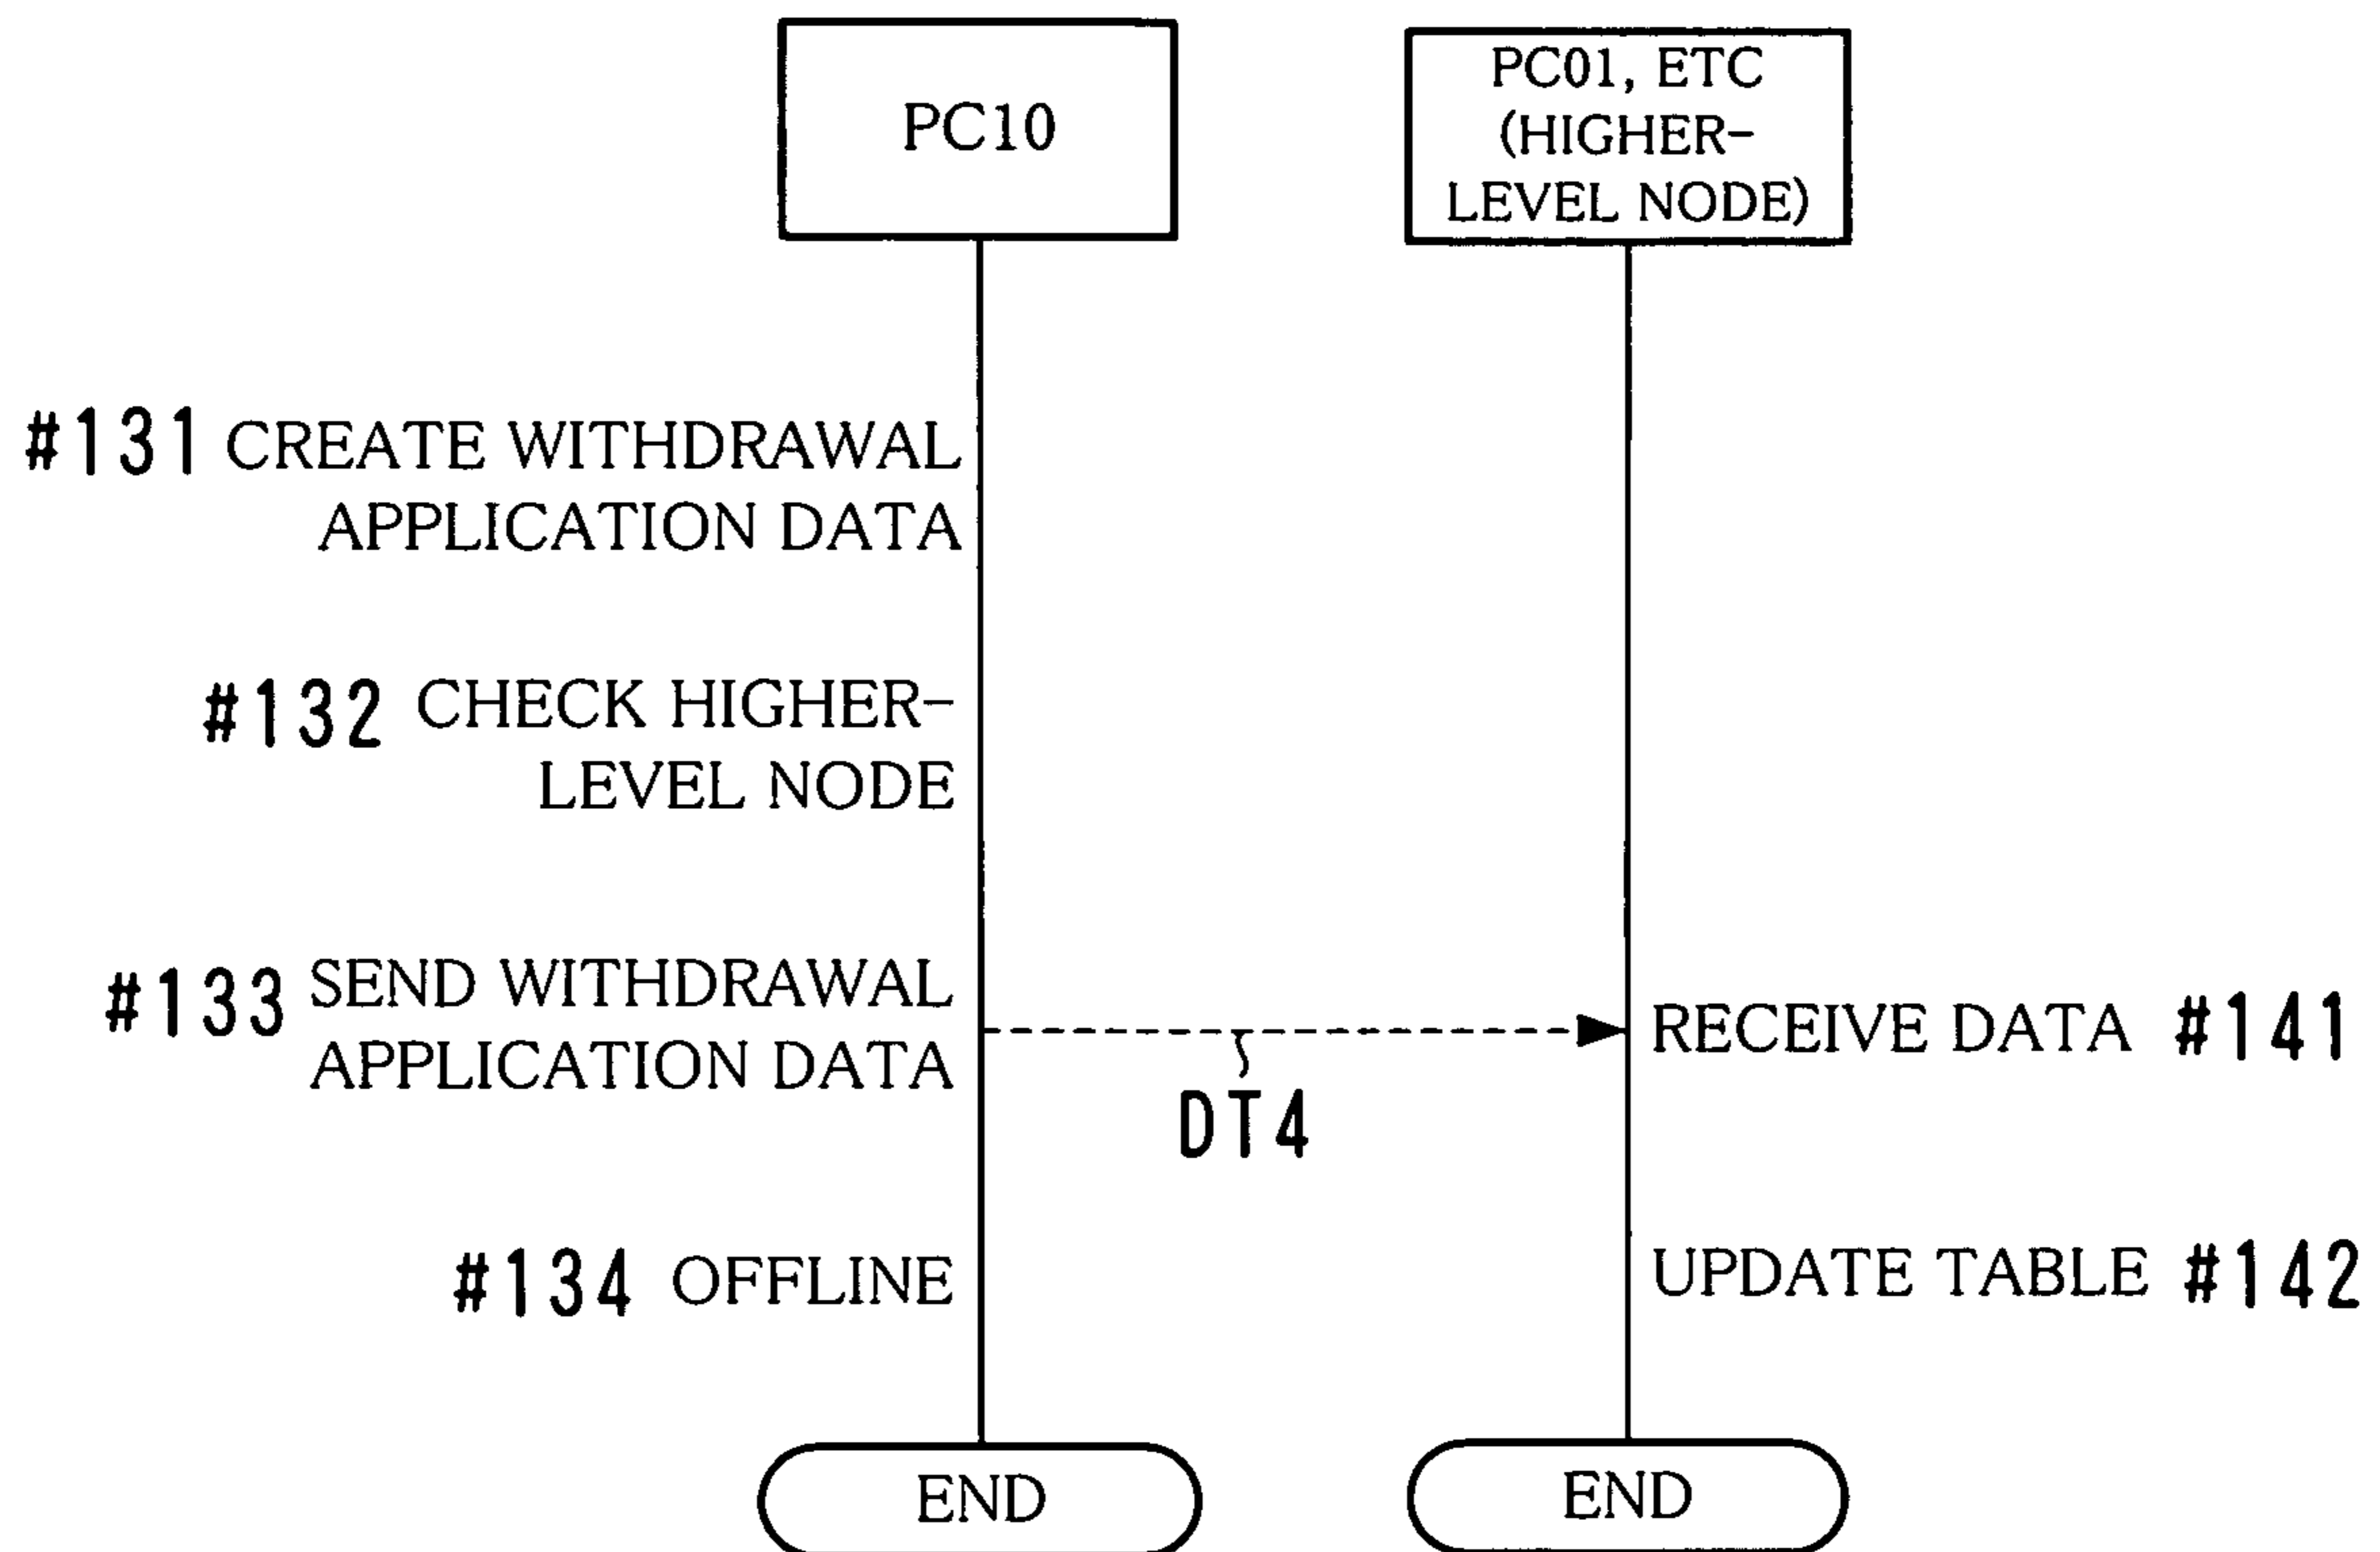 PC10
PC01, ETC
(HIGHER-
LEVEL NODE)
#131 CREATE WITHDRAWAL
APPLICATION DATA
#132 CHECK HIGHER-
LEVEL NODE
#133 SEND WITHDRAWAL
APPLICATION DATA
RECEIVE DATA #141
DT4
#134 OFFLINE
UPDATE TABLE #142
END
END